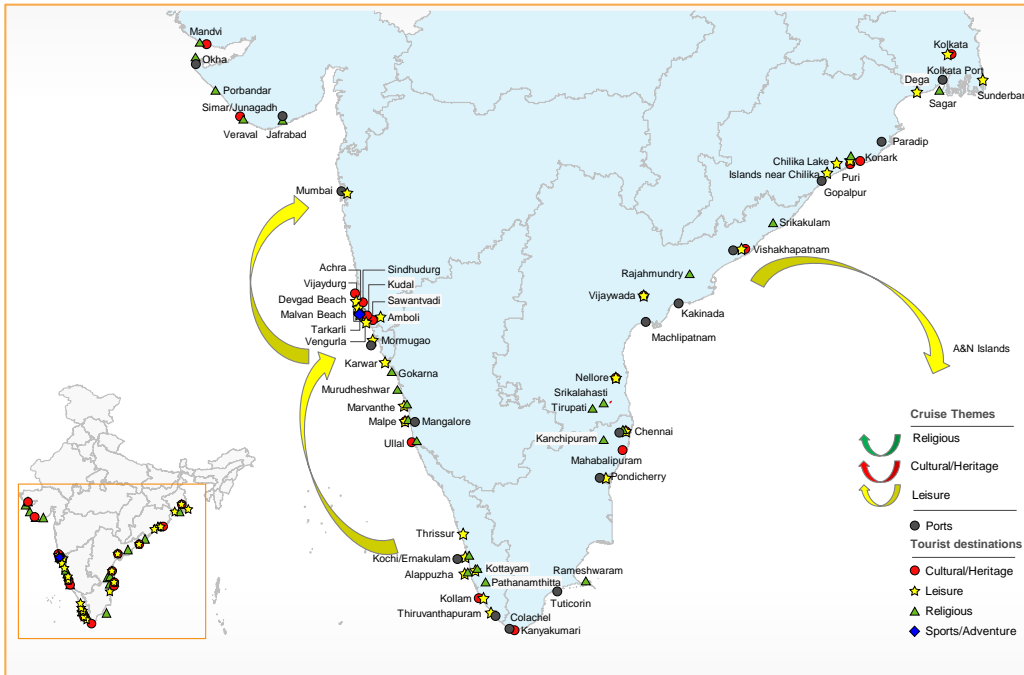 Mandvi
Okha
Porbandar
Simar/Junagadh
Veraval
Jafrabad
Mumbai
Achra
Sindhudurg
Vijaydurg
Kudal
Devgad Beach
Sawantvadi
Malvan Beach
Amboli
Tarkarli
Vengurla
Mormugao
Karwar
Gokarna
Murudheshwar
Marvanthe
Malpe
Mangalore
Ullal
Thrissur
Kochi/Ernakulam
Kottayam
Alappuzha
Pathanamthitta
Kollam
Thiruvanthapuram
Colachel
Kanyakumari
Tuticorin
Rameshwaram
Kolkata
Kolkata Port
Dega
Sagar
Sunderban
Paradip
Chilika Lake
Konark
Islands near Chilika
Puri
Gopalpur
Srikakulam
Vishakhapatnam
Rajahmundry
Vijaywada
Kakinada
Machlipatnam
Nellore
Srikalahasti
Tirupati
Chennai
Kanchipuram
Mahabalipuram
Pondicherry
A&N Islands
Cruise Themes
Religious
Cultural/Heritage
Leisure
Ports
Tourist destinations
Cultural/Heritage
Leisure
Religious
Sports/Adventure